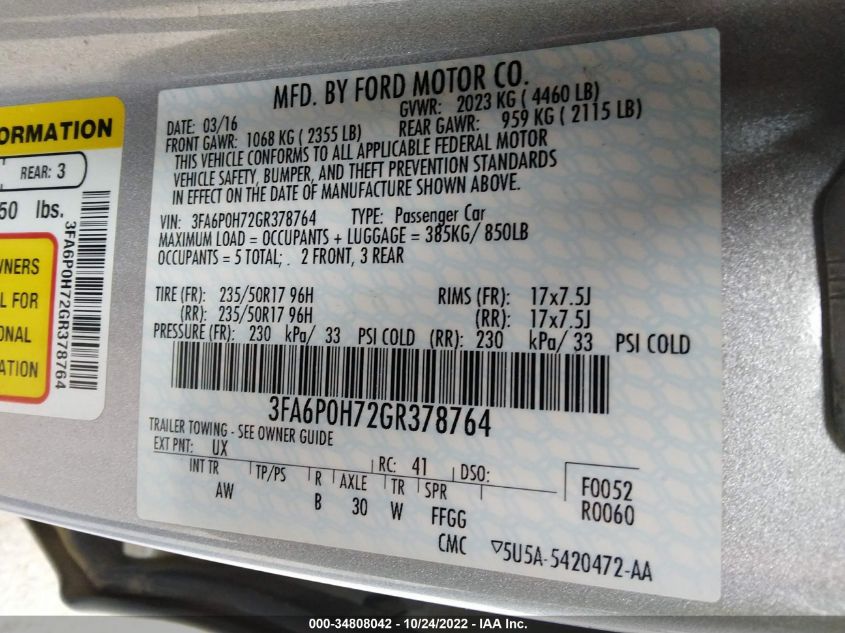 ORMATION
REAR: 3
50 lbs.
WNERS
L FOR
ONAL
ATION
3FA6P0H72GR378764
MFD. BY FORD MOTOR CO.
DATE: 03/16 GVWR: 2023 KG ( 4460 LB)
FRONT GAWR: 1068 KG ( 2355 LB) REAR GAWR: 959 KG ( 2115 LB)
THIS VEHICLE CONFORMS TO ALL APPLICABLE FEDERAL MOTOR
VEHICLE SAFETY, BUMPER, AND THEFT PREVENTION STANDARDS
IN EFFECT ON THE DATE OF MANUFACTURE SHOWN ABOVE.
VIN: 3FA6P0H72GR378764 TYPE: Passenger Car
MAXIMUM LOAD = OCCUPANTS + LUGGAGE = 385KG/ 850LB
OCCUPANTS = 5 TOTAL; . 2 FRONT, 3 REAR
TIRE (FR): 235/50R17 96H RIMS (FR): 17x7.5J
(RR): 235/50R17 96H (RR): 17x7.5J
PRESSURE (FR): 230 kPa/ 33 PSI COLD (RR): 230 kPa/ 33 PSI COLD
3FA6P0H72GR378764
TRAILER TOWING - SEE OWNER GUIDE
EXT PNT: UX RC: 41 DSO:
INT TR TP/PS R AXLE TR SPR F0052
AW B 30 W FFGG R0060
CMC ▽5U5A-5420472-AA
000-34808042 - 10/24/2022 - IAA Inc.